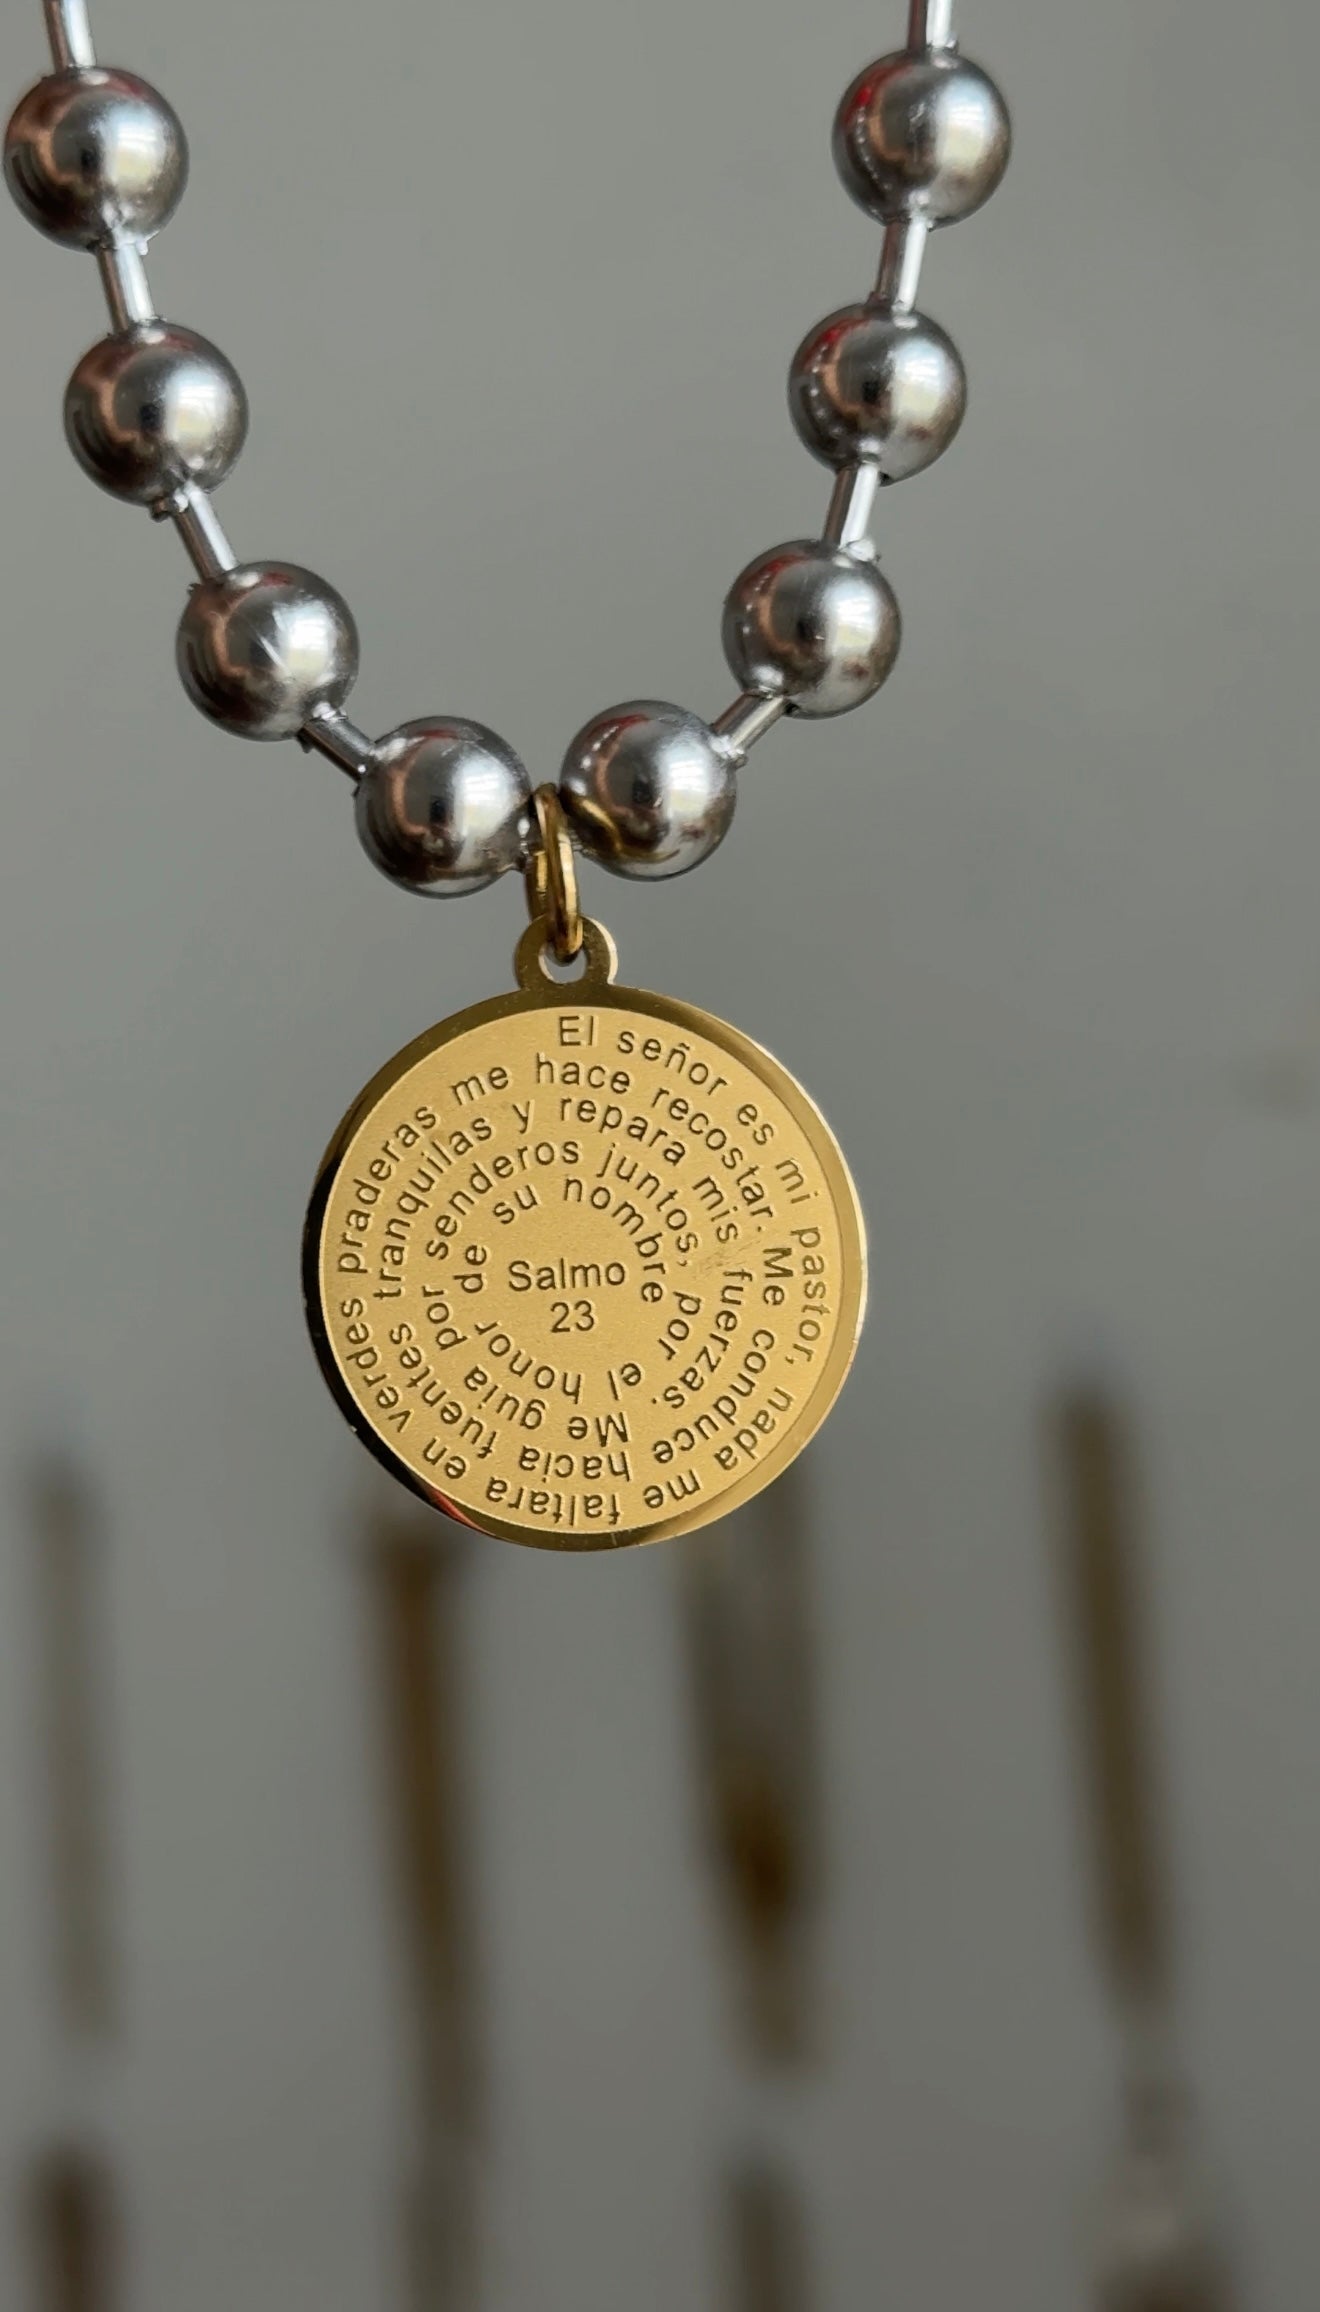 El señor es mi pastor, nada me faltara en verdes praderas me hace recostar. Me conduce hacia fuentes tranquilas y repara mis fuerzas. Me guia por senderos juntos, por el honor de su nombre
Salmo
23